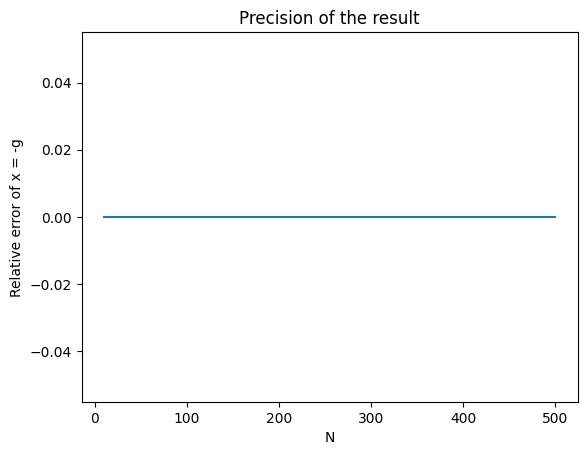 Precision of the result
Relative error of x = -g
0.04
0.02
0.00
−0.02
−0.04
0 100 200 300 400 500
N